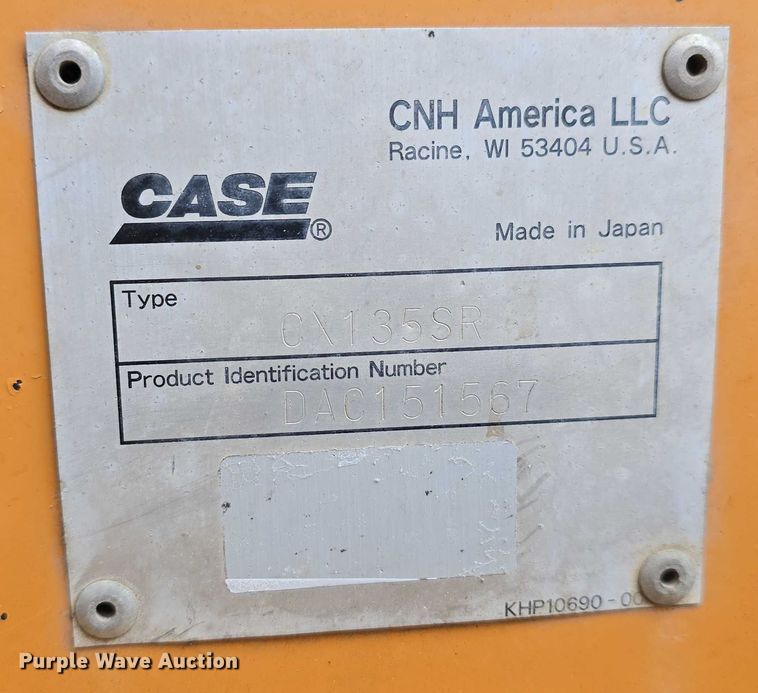 CNH America LLC
Racine, WI 53404 U.S.A.
CASE ®
Made in Japan
Type
CX135SR
Product Identification Number
DAC151567
KHP10690-00
Purple Wave Auction